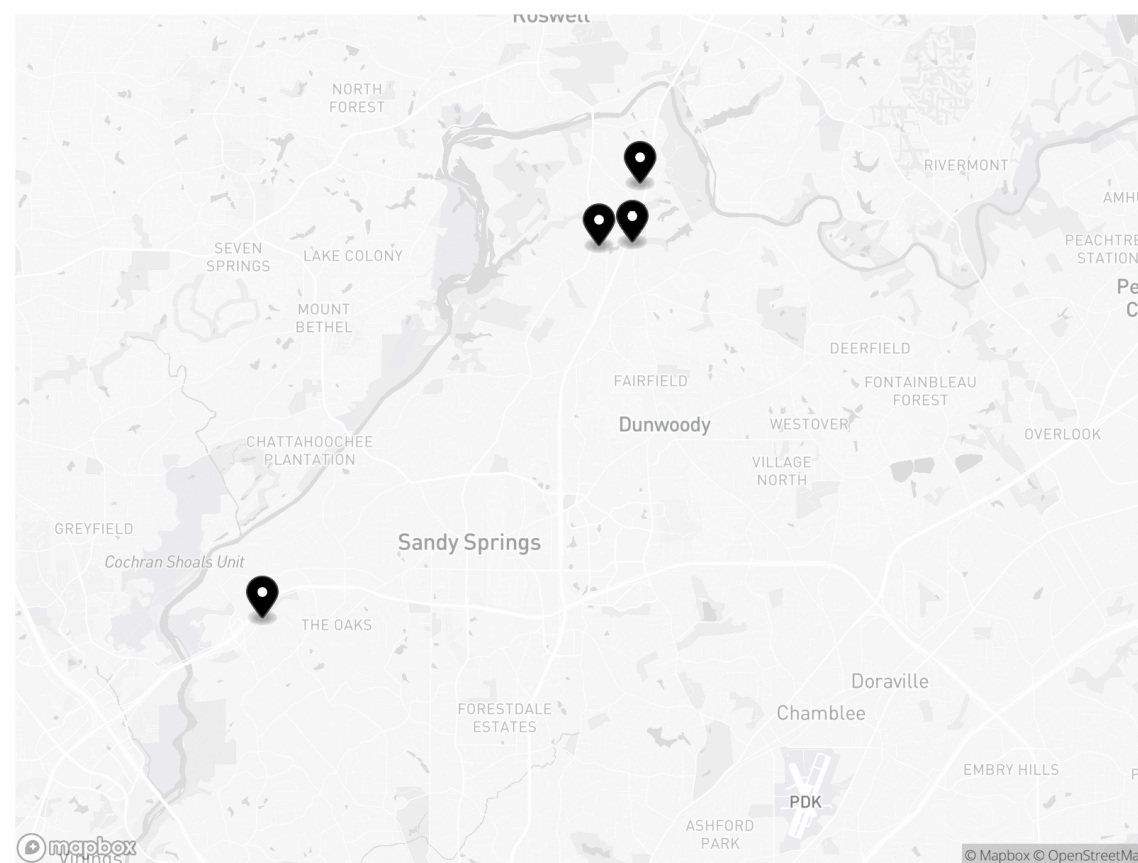 Roswell
NORTH
FOREST
RIVERMONT
AMHU
SEVEN
SPRINGS
LAKE COLONY
PEACHTRE
STATION
MOUNT
BETHEL
Pe
C
DEERFIELD
FAIRFIELD
FONTAINBLEAU
FOREST
Dunwoody
WESTOVER
OVERLOOK
CHATTAHOOCHEE
PLANTATION
VILLAGE
NORTH
GREYFIELD
Sandy Springs
Cochran Shoals Unit
THE OAKS
Doraville
FORESTDALE
ESTATES
Chamblee
EMBRY HILLS
PDK
ASHFORD
PARK
mapbox
Vinings
© Mapbox © OpenStreetMa